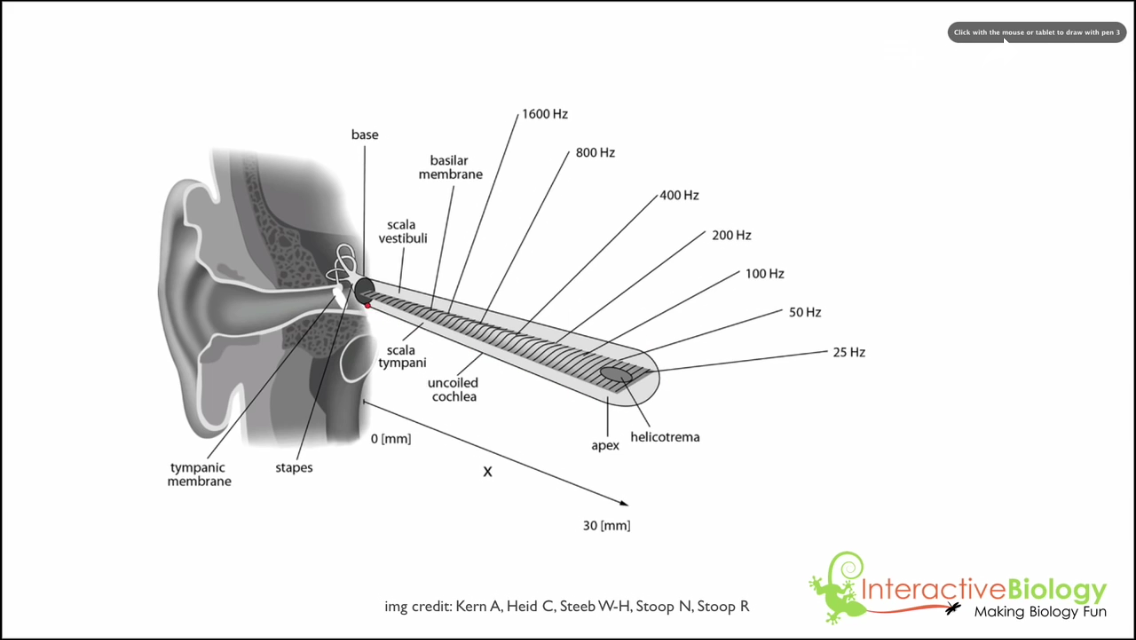 Click with the mouse or tablet to draw with pen 3
1600 Hz
base
800 Hz
basilar
membrane
400 Hz
scala
vestibuli
200 Hz
100 Hz
50 Hz
25 Hz
scala
tympani
uncoiled
cochlea
helicotrema
apex
0 [mm]
tympanic
membrane
stapes
X
30 [mm]
InteractiveBiology
Making Biology Fun
img credit: Kern A, Heid C, Steeb W-H, Stoop N, Stoop R